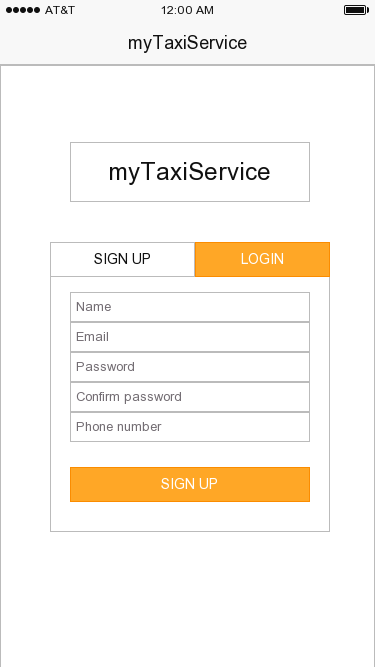 AT&T 12:00 AM
myTaxiService
myTaxiService
SIGN UP LOGIN
Name
Email
Password
Confirm password
Phone number
SIGN UP